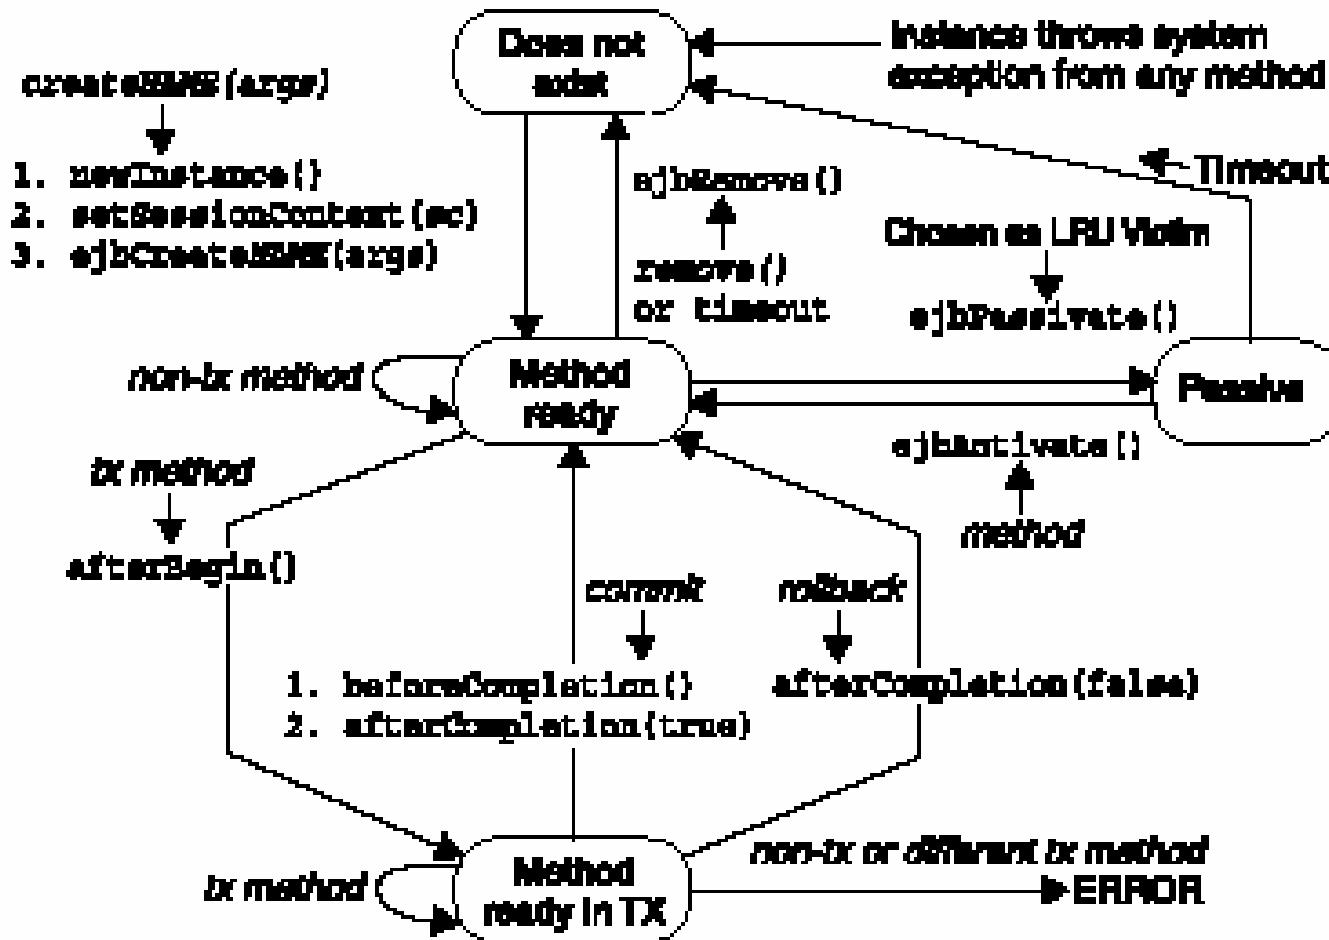 Does not
exist
Instance throws system
exception from any method
createNAME(args)
1. newInstance()
2. setSessionContext(sc)
3. ejbCreateNAME(args)
ejbRemove()
remove()
or timeout
Timeout
Chosen as LRU Victim
ejbPassivate()
non-tx method
Method
ready
Passive
ejbActivate()
method
tx method
afterBegin()
commit
rollback
1. beforeCompletion()
2. afterCompletion(true)
afterCompletion(false)
tx method
Method
ready in TX
non-tx or different tx method
ERROR